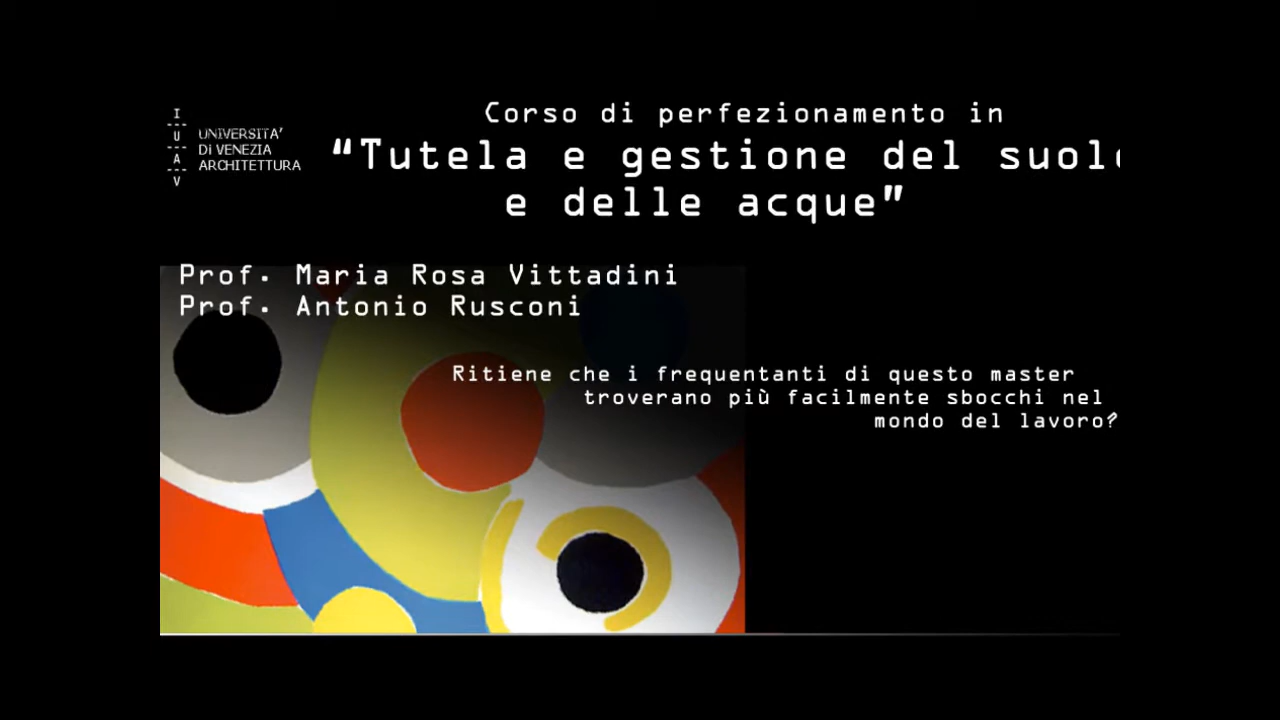 I
U
A
V
UNIVERSITA'
Di VENEZIA
ARCHITETTURA
Corso di perfezionamento in
“Tutela e gestione del suolo
e delle acque”
Prof. Maria Rosa Vittadini
Prof. Antonio Rusconi
Ritiene che i frequentanti di questo master
troverano più facilmente sbocchi nel
mondo del lavoro?